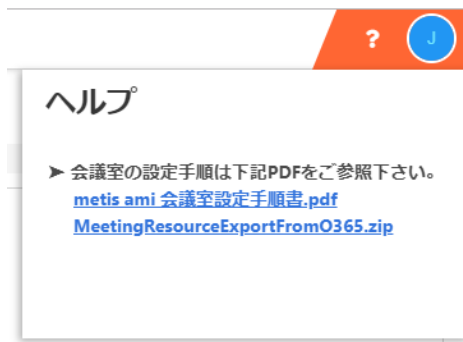 ?
J
ヘルプ
➤ 会議室の設定手順は下記PDFをご参照下さい。
metis ami 会議室設定手順書.pdf
MeetingResourceExportFromO365.zip